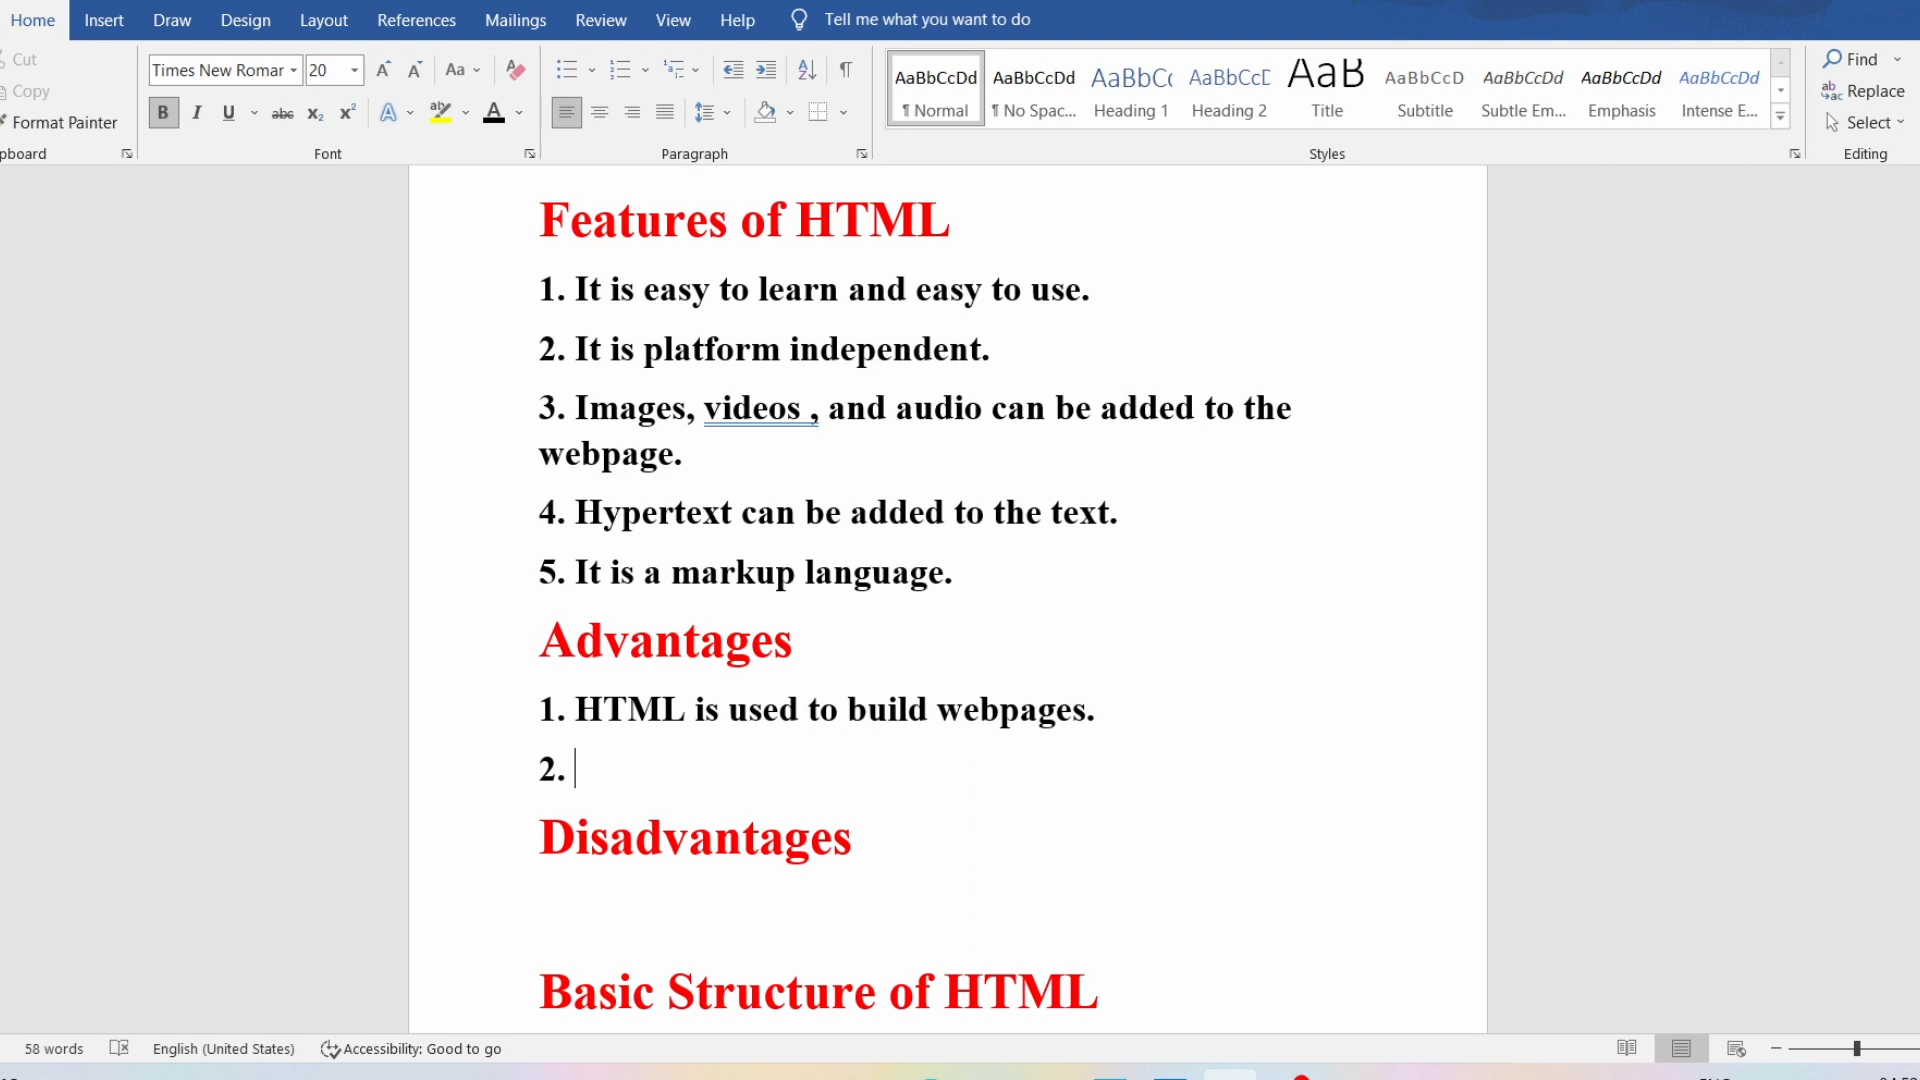 Home Insert Draw Design Layout References Mailings Review View Help Tell me what you want to do
Cut
Copy
Format Painter
pboard
Times New Romar 20
Font
Paragraph
AaBbCcDd AaBbCcDd AaBbCc AaBbCcD AaB AaBbCcD AaBbCcDd AaBbCcDd AaBbCcDd
¶ Normal ¶ No Spac... Heading 1 Heading 2 Title Subtitle Subtle Em... Emphasis Intense E...
Styles
Find
Replace
Select
Editing
Features of HTML
1. It is easy to learn and easy to use.
2. It is platform independent.
3. Images, videos , and audio can be added to the
webpage.
4. Hypertext can be added to the text.
5. It is a markup language.
Advantages
1. HTML is used to build webpages.
2.
Disadvantages
Basic Structure of HTML
58 words English (United States) Accessibility: Good to go